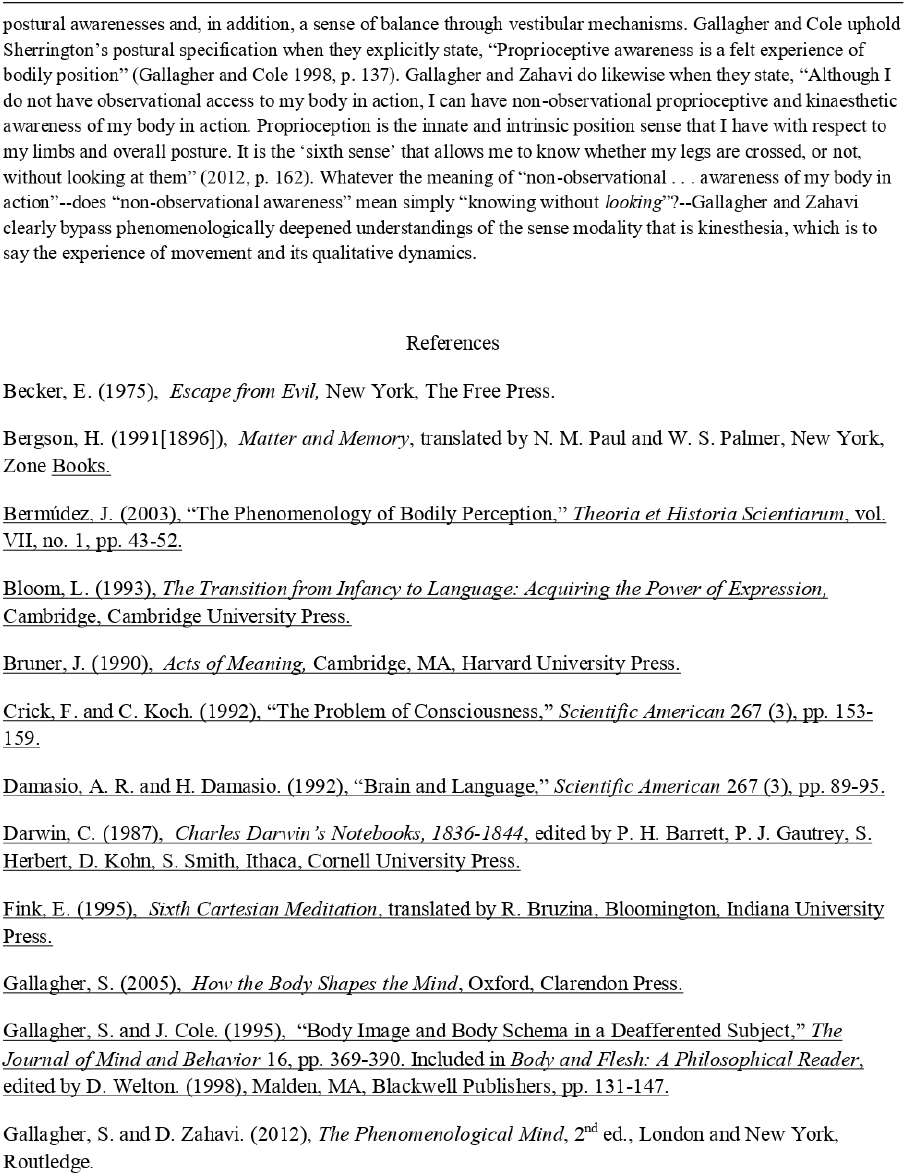 postural awarenesses and, in addition, a sense of balance through vestibular mechanisms. Gallagher and Cole uphold
Sherrington’s postural specification when they explicitly state, “Proprioceptive awareness is a felt experience of
bodily position” (Gallagher and Cole 1998, p. 137). Gallagher and Zahavi do likewise when they state, “Although I
do not have observational access to my body in action, I can have non-observational proprioceptive and kinaesthetic
awareness of my body in action. Proprioception is the innate and intrinsic position sense that I have with respect to
my limbs and overall posture. It is the ‘sixth sense’ that allows me to know whether my legs are crossed, or not,
without looking at them” (2012, p. 162). Whatever the meaning of “non-observational . . . awareness of my body in
action”--does “non-observational awareness” mean simply “knowing without looking”?--Gallagher and Zahavi
clearly bypass phenomenologically deepened understandings of the sense modality that is kinesthesia, which is to
say the experience of movement and its qualitative dynamics.
References
Becker, E. (1975), Escape from Evil, New York, The Free Press.
Bergson, H. (1991[1896]), Matter and Memory, translated by N. M. Paul and W. S. Palmer, New York,
Zone Books.
Bermúdez, J. (2003), “The Phenomenology of Bodily Perception,” Theoria et Historia Scientiarum, vol.
VII, no. 1, pp. 43-52.
Bloom, L. (1993), The Transition from Infancy to Language: Acquiring the Power of Expression,
Cambridge, Cambridge University Press.
Bruner, J. (1990), Acts of Meaning, Cambridge, MA, Harvard University Press.
Crick, F. and C. Koch. (1992), “The Problem of Consciousness,” Scientific American 267 (3), pp. 153-
159.
Damasio, A. R. and H. Damasio. (1992), “Brain and Language,” Scientific American 267 (3), pp. 89-95.
Darwin, C. (1987), Charles Darwin’s Notebooks, 1836-1844, edited by P. H. Barrett, P. J. Gautrey, S.
Herbert, D. Kohn, S. Smith, Ithaca, Cornell University Press.
Fink, E. (1995), Sixth Cartesian Meditation, translated by R. Bruzina, Bloomington, Indiana University
Press.
Gallagher, S. (2005), How the Body Shapes the Mind, Oxford, Clarendon Press.
Gallagher, S. and J. Cole. (1995), “Body Image and Body Schema in a Deafferented Subject,” The
Journal of Mind and Behavior 16, pp. 369-390. Included in Body and Flesh: A Philosophical Reader,
edited by D. Welton. (1998), Malden, MA, Blackwell Publishers, pp. 131-147.
Gallagher, S. and D. Zahavi. (2012), The Phenomenological Mind, 2nd ed., London and New York,
Routledge.